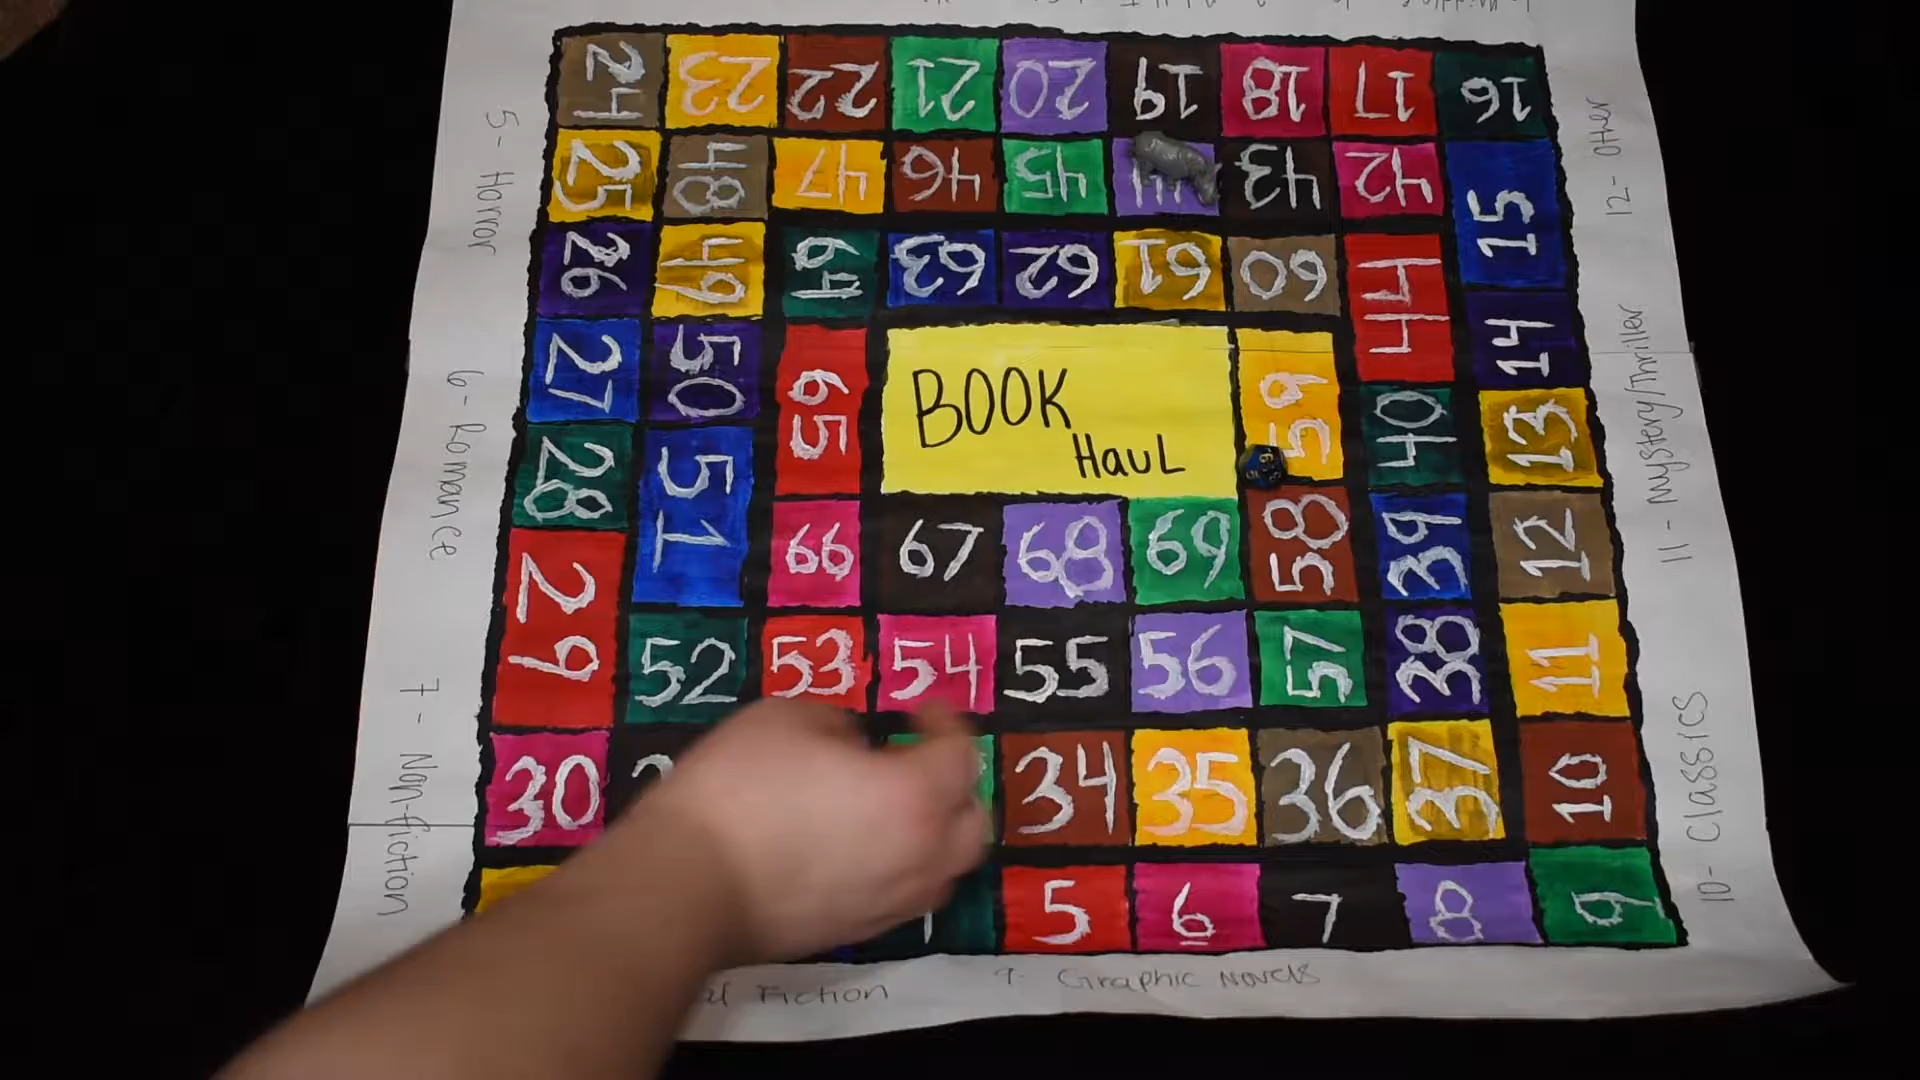 24 23 22 21 20 19 18 17 16
25 48 47 46 45 44 43 42 15
26 49 64 63 62 61 60 44 14
27 50 65 BOOK 59 40 13
HauL
28 51 66 67 68 69 58 39 12
29 52 53 54 55 56 57 38 11
30 34 35 36 37 10
5 6 7 8 9
5- Horror
6- Romance
7- Non-fiction
Fiction
9- Graphic Novels
10- Classics
11- Mystery/Thriller
12- Other